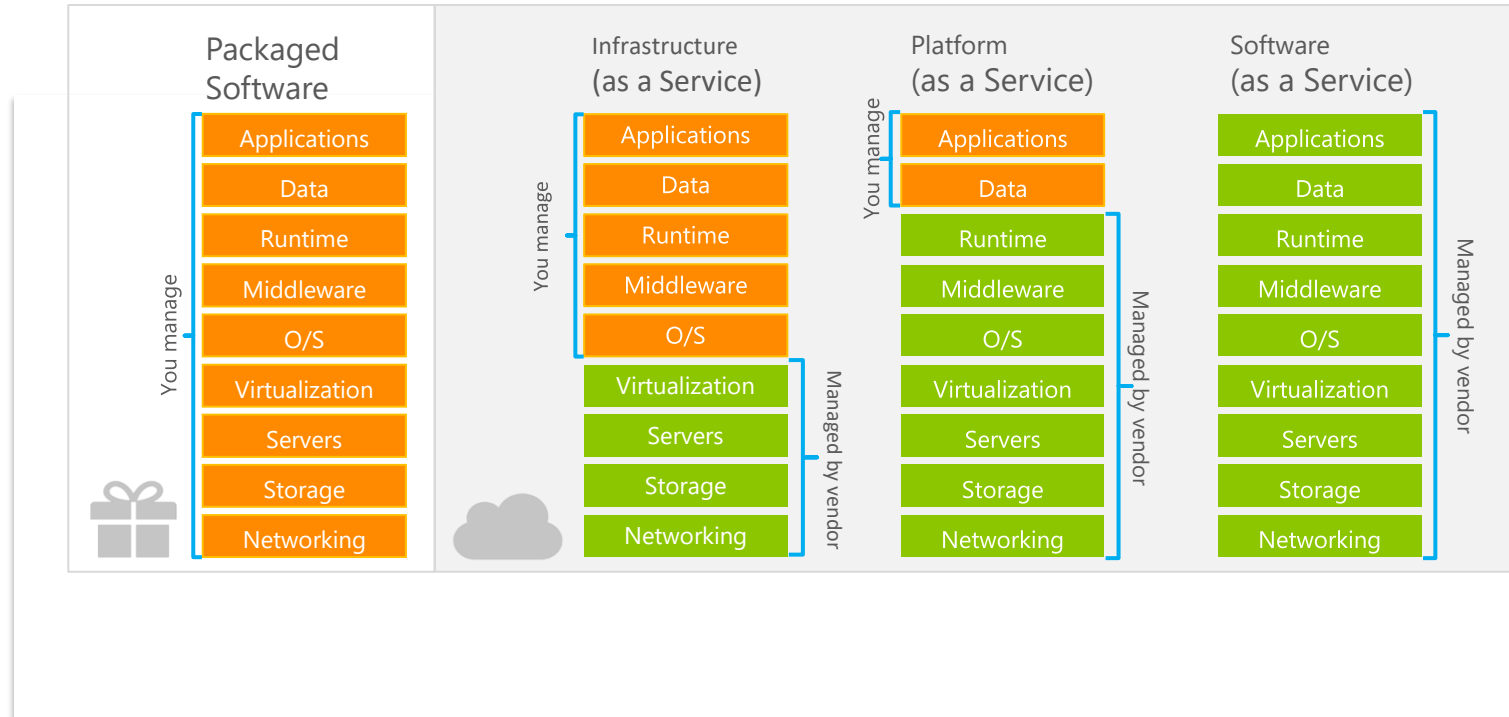 Packaged
Software
You manage
Applications
Data
Runtime
Middleware
O/S
Virtualization
Servers
Storage
Networking
Infrastructure
(as a Service)
You manage
Applications
Data
Runtime
Middleware
O/S
Virtualization
Servers
Storage
Networking
Managed by vendor
Platform
(as a Service)
You manage
Applications
Data
Runtime
Middleware
O/S
Virtualization
Servers
Storage
Networking
Managed by vendor
Software
(as a Service)
Applications
Data
Runtime
Middleware
O/S
Virtualization
Servers
Storage
Networking
Managed by vendor